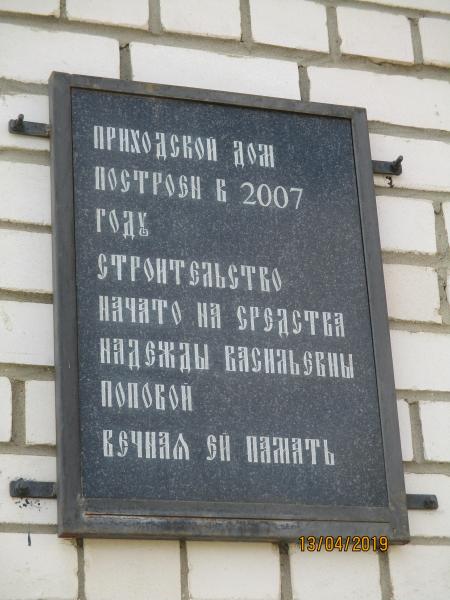 ПРИХОДСКОЙ ДОМ
ПОСТРОЕН В 2007
ГОДУ
СТРОИТЕЛЬСТВО
НАЧАТО НА СРЕДСТВА
НАДЕЖДЫ ВАСИЛЬЕВНЫ
ПОПОВОЙ
ВЕЧНАЯ ЕЙ ПАМЯТЬ
13/04/2019